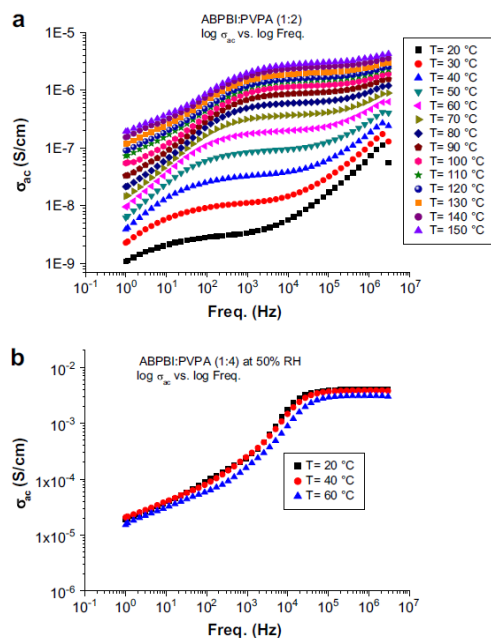 a
ABPBI:PVPA (1:2)
log σac vs. log Freq.
1E-5
1E-6
1E-7
1E-8
1E-9
σac (S/cm)
10-1 100 101 102 103 104 105 106 107
Freq. (Hz)
T= 20 °C
T= 30 °C
T= 40 °C
T= 50 °C
T= 60 °C
T= 70 °C
T= 80 °C
T= 90 °C
T= 100 °C
T= 110 °C
T= 120 °C
T= 130 °C
T= 140 °C
T= 150 °C
b
ABPBI:PVPA (1:4) at 50% RH
log σac vs. log Freq.
10-2
10-3
1x10-4
1x10-5
10-6
σac (S/cm)
T= 20 °C
T= 40 °C
T= 60 °C
10-1 100 101 102 103 104 105 106 107
Freq. (Hz)